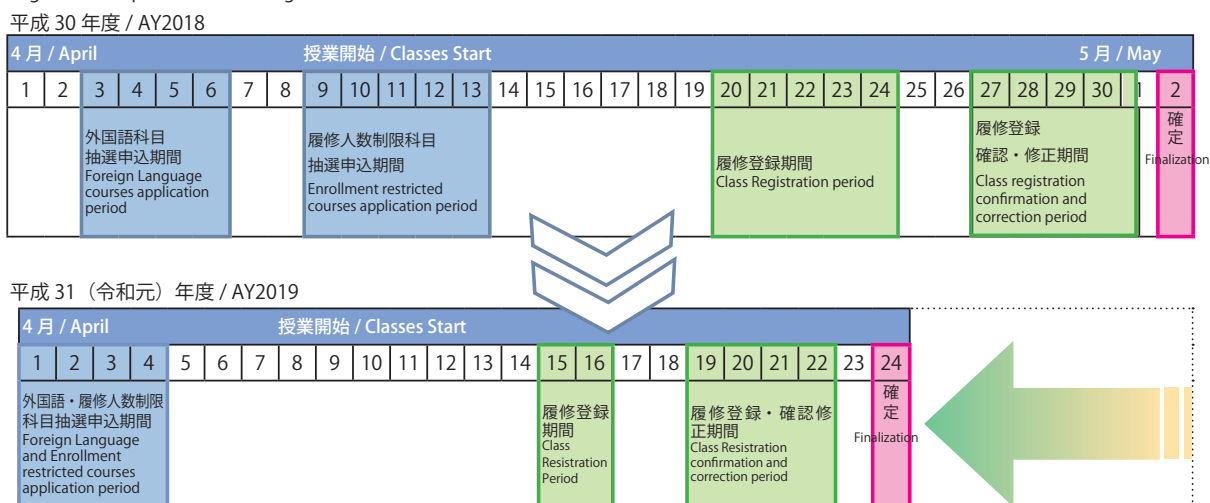 平成 30 年度 / AY2018
4 月 / April 授業開始 / Classes Start 5 月 / May
1 2 3 4 5 6 7 8 9 10 11 12 13 14 15 16 17 18 19 20 21 22 23 24 25 26 27 28 29 30 1 2
外国語科目
抽選申込期間
Foreign Language
courses application
period
履修人数制限科目
抽選申込期間
Enrollment restricted
courses application period
履修登録期間
Class Registration period
履修登録
確認・修正期間
Class registration
confirmation and
correction period
確定
Finalization
平成 31（令和元）年度 / AY2019
4 月 / April 授業開始 / Classes Start
1 2 3 4 5 6 7 8 9 10 11 12 13 14 15 16 17 18 19 20 21 22 23 24
外国語・履修人数制限
科目抽選申込期間
Foreign Language
and Enrollment
restricted courses
application period
履修登録
期間
Class
Resistration
Period
履修登録・確認修
正期間
Class Resistration
confirmation and
correction period
確定
Finalization